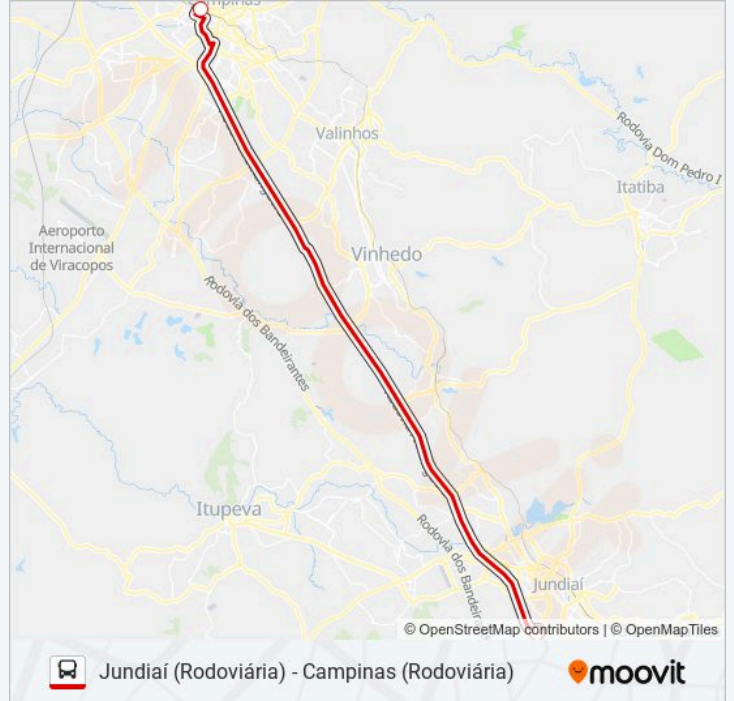 Campinas
Valinhos
Rodovia Dom Pedro I
Itatiba
Aeroporto
Internacional
de Viracopos
Vinhedo
Rodovia dos Bandeirantes
Itupeva
Rodovia dos Bandeirantes
Jundiaí
© OpenStreetMap contributors | © OpenMapTiles
Jundiaí (Rodoviária) - Campinas (Rodoviária)
moovit